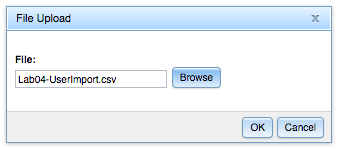 File Upload x
File:
Lab04-UserImport.csv Browse
OK Cancel